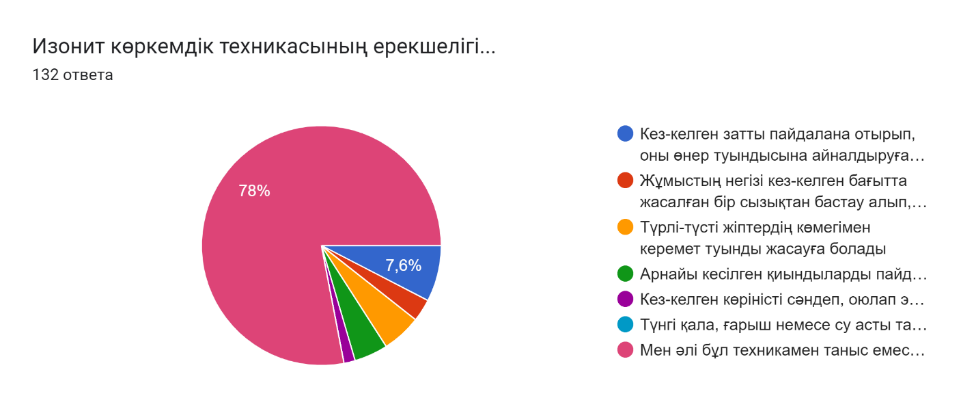 Изонит көркемдік техникасының ерекшелігі...
132 ответа
78%
7,6%
Кез-келген затты пайдалана отырып,
оны өнер туындысына айналдыруға…
Жұмыстың негізі кез-келген бағытта
жасалған бір сызықтан бастау алып,…
Түрлі-түсті жіптердің көмегімен
керемет туынды жасауға болады
Арнайы кесілген қиындыларды пайд…
Кез-келген көріністі сәндеп, оюлап э…
Түнгі қала, ғарыш немесе су асты та…
Мен әлі бұл техникамен таныс емес…